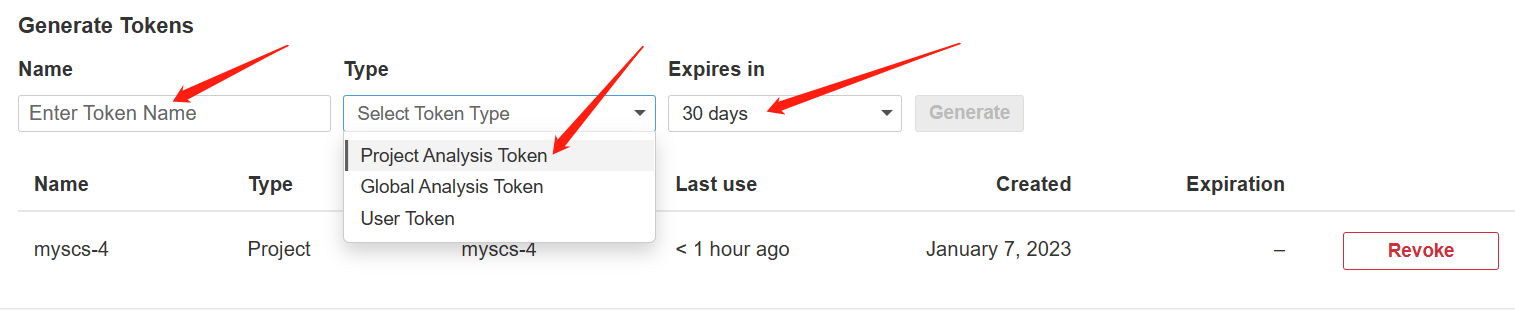 Generate Tokens
Name Type Expires in
Enter Token Name Select Token Type 30 days Generate
Project Analysis Token
Global Analysis Token
User Token
Name Type Last use Created Expiration
myscs-4 Project myscs-4 < 1 hour ago January 7, 2023 – Revoke